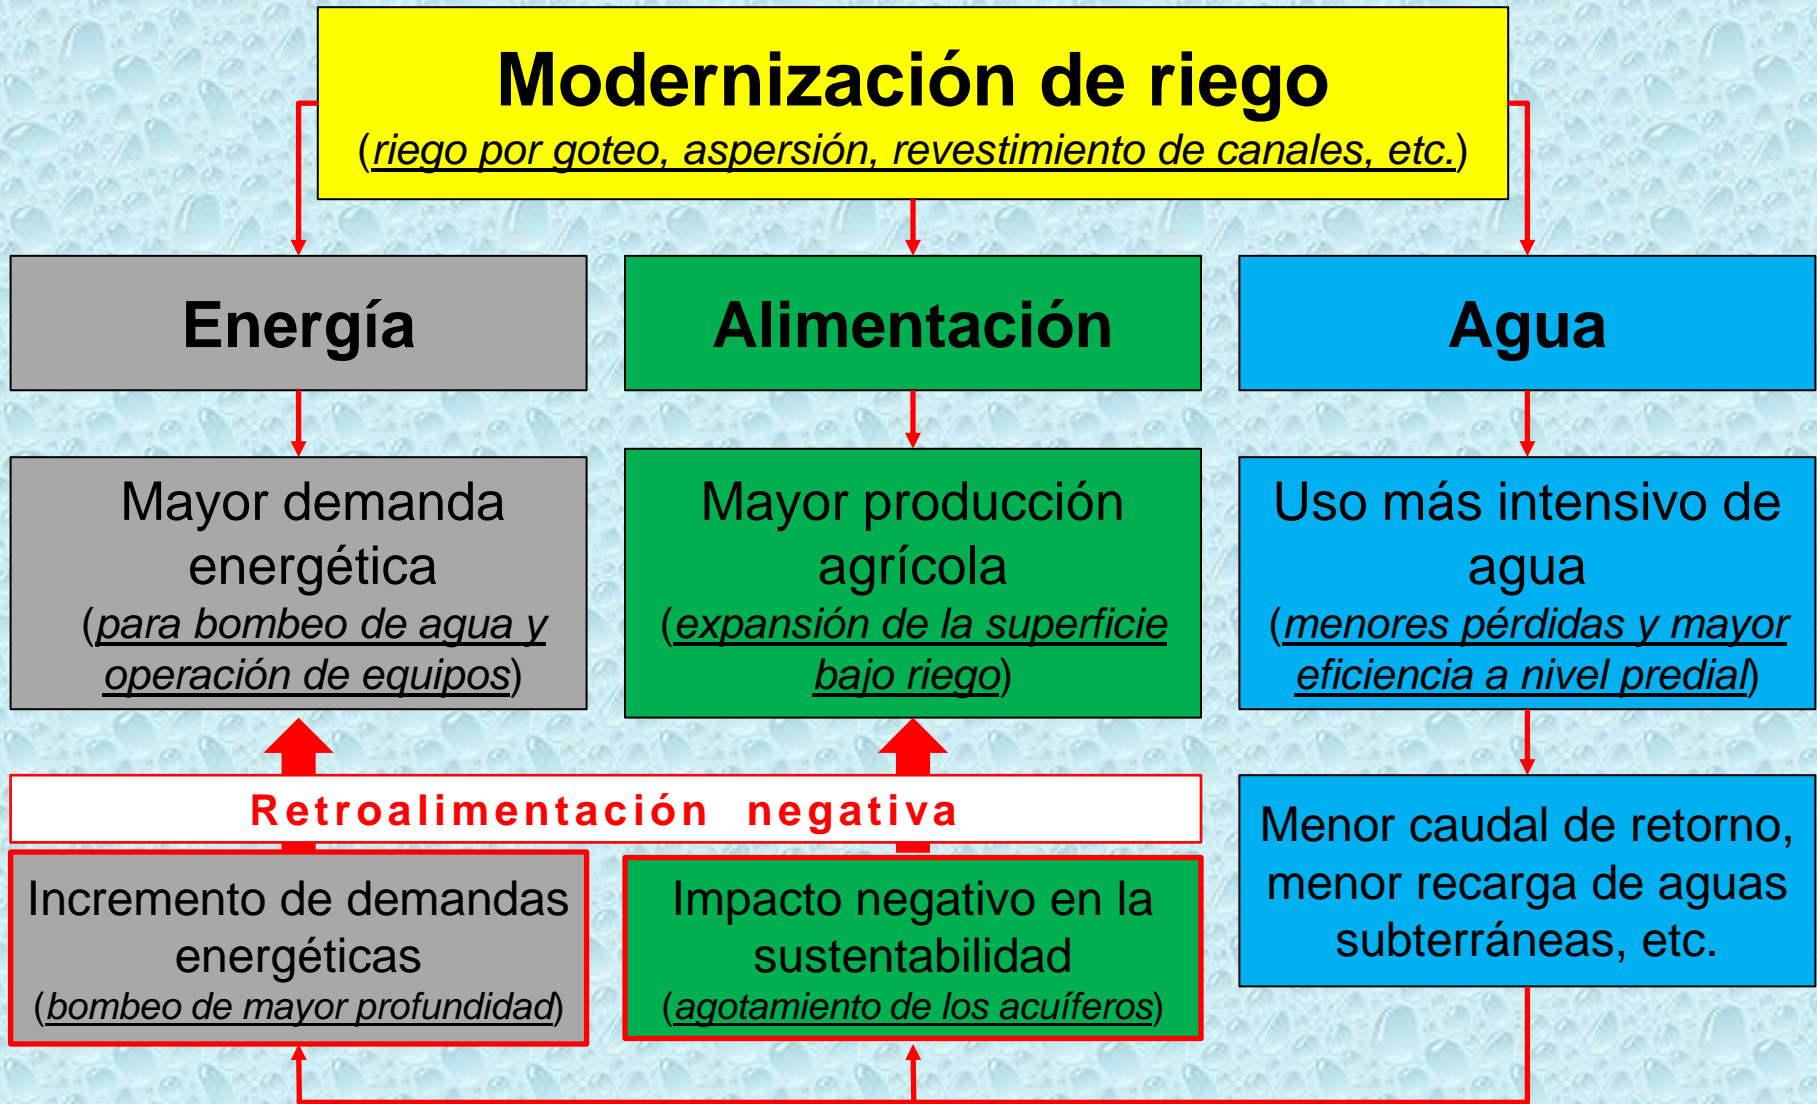 Modernización de riego
(riego por goteo, aspersión, revestimiento de canales, etc.)
Energía
Alimentación
Agua
Mayor demanda
energética
(para bombeo de agua y
operación de equipos)
Mayor producción
agrícola
(expansión de la superficie
bajo riego)
Uso más intensivo de
agua
(menores pérdidas y mayor
eficiencia a nivel predial)
Retroalimentación negativa
Incremento de demandas
energéticas
(bombeo de mayor profundidad)
Impacto negativo en la
sustentabilidad
(agotamiento de los acuíferos)
Menor caudal de retorno,
menor recarga de aguas
subterráneas, etc.